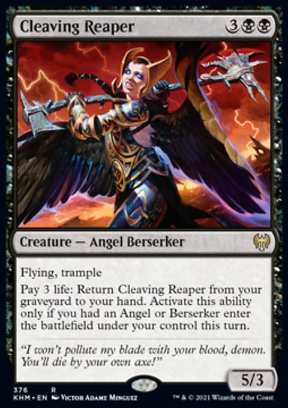 Cleaving Reaper 3
Creature — Angel Berserker
Flying, trample
Pay 3 life: Return Cleaving Reaper from your
graveyard to your hand. Activate this ability
only if you had an Angel or Berserker enter
the battlefield under your control this turn.
“I won’t pollute my blade with your blood, demon.
You’ll die by your own axe!”
5/3
376 R
KHM • EN VICTOR ADAME MINGUEZ ™ & © 2021 Wizards of the Coast